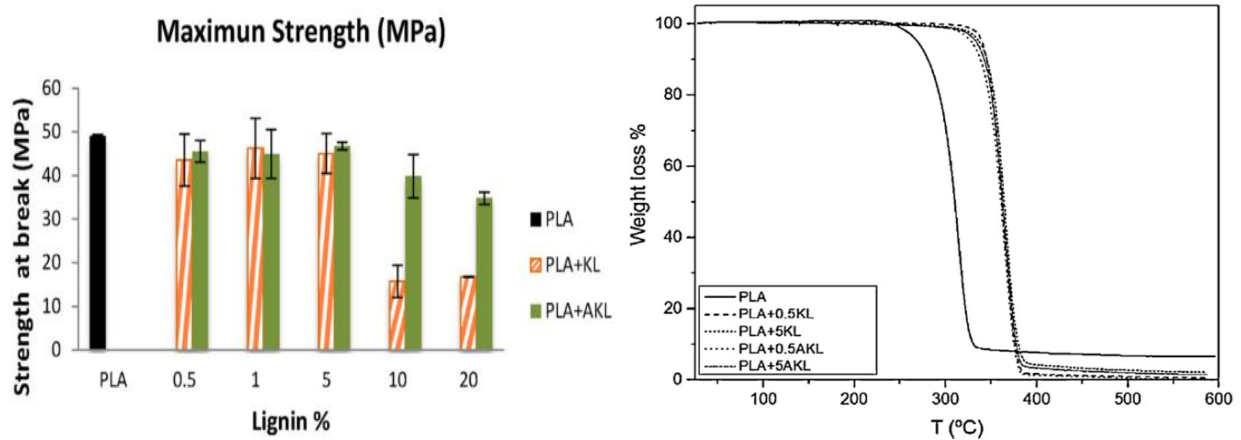 Maximun Strength (MPa)
Strength at break (MPa)
60
50
40
30
20
10
0
PLA 0.5 1 5 10 20
Lignin %
PLA
PLA+KL
PLA+AKL
Weight loss %
100
80
60
40
20
0
PLA
PLA+0.5KL
PLA+5KL
PLA+0.5AKL
PLA+5AKL
100 200 300 400 500 600
T (ºC)